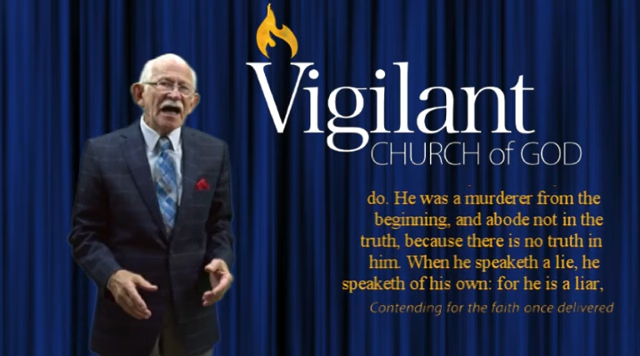 Vigilant
CHURCH of GOD
do. He was a murderer from the
beginning, and abode not in the
truth, because there is no truth in
him. When he speaketh a lie, he
speaketh of his own: for he is a liar,
Contending for the faith once delivered